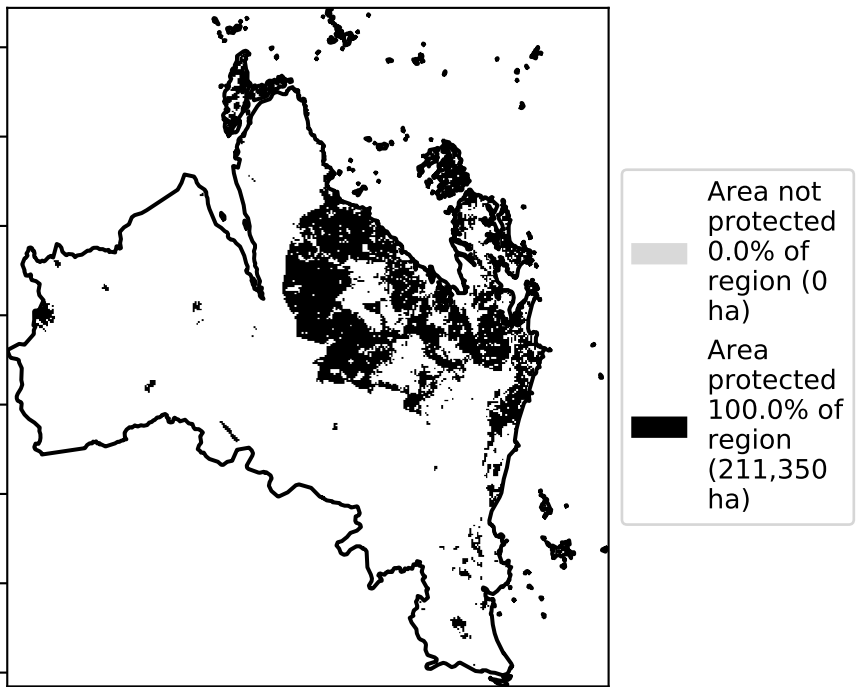 Area not
protected
0.0% of
region (0
ha)
Area
protected
100.0% of
region
(211,350
ha)